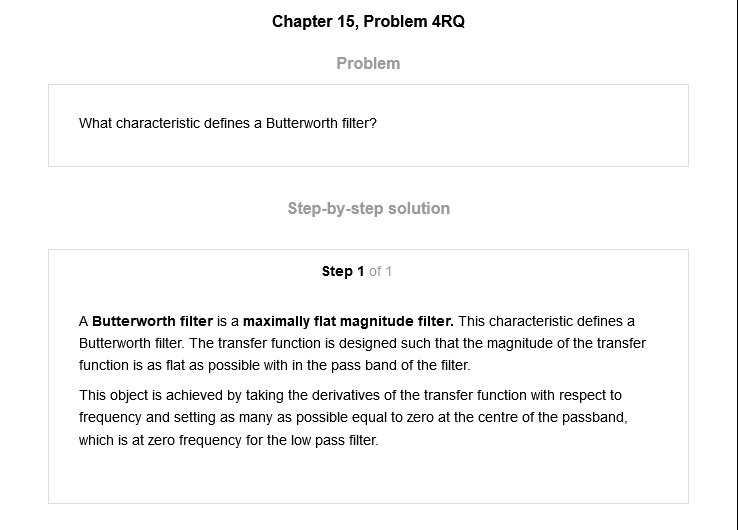 Chapter 15, Problem 4RQ
Problem
What characteristic defines a Butterworth filter?
Step-by-step solution
Step 1 of 1
A Butterworth filter is a maximally flat magnitude filter. This characteristic defines a
Butterworth filter. The transfer function is designed such that the magnitude of the transfer
function is as flat as possible with in the pass band of the filter.
This object is achieved by taking the derivatives of the transfer function with respect to
frequency and setting as many as possible equal to zero at the centre of the passband,
which is at zero frequency for the low pass filter.